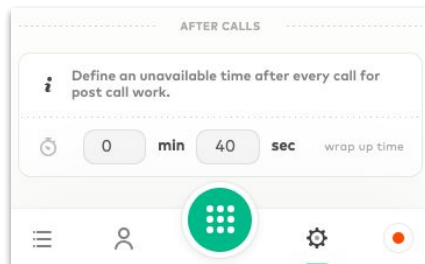 AFTER CALLS
i Define an unavailable time after every call for
post call work.
0 min 40 sec wrap up time